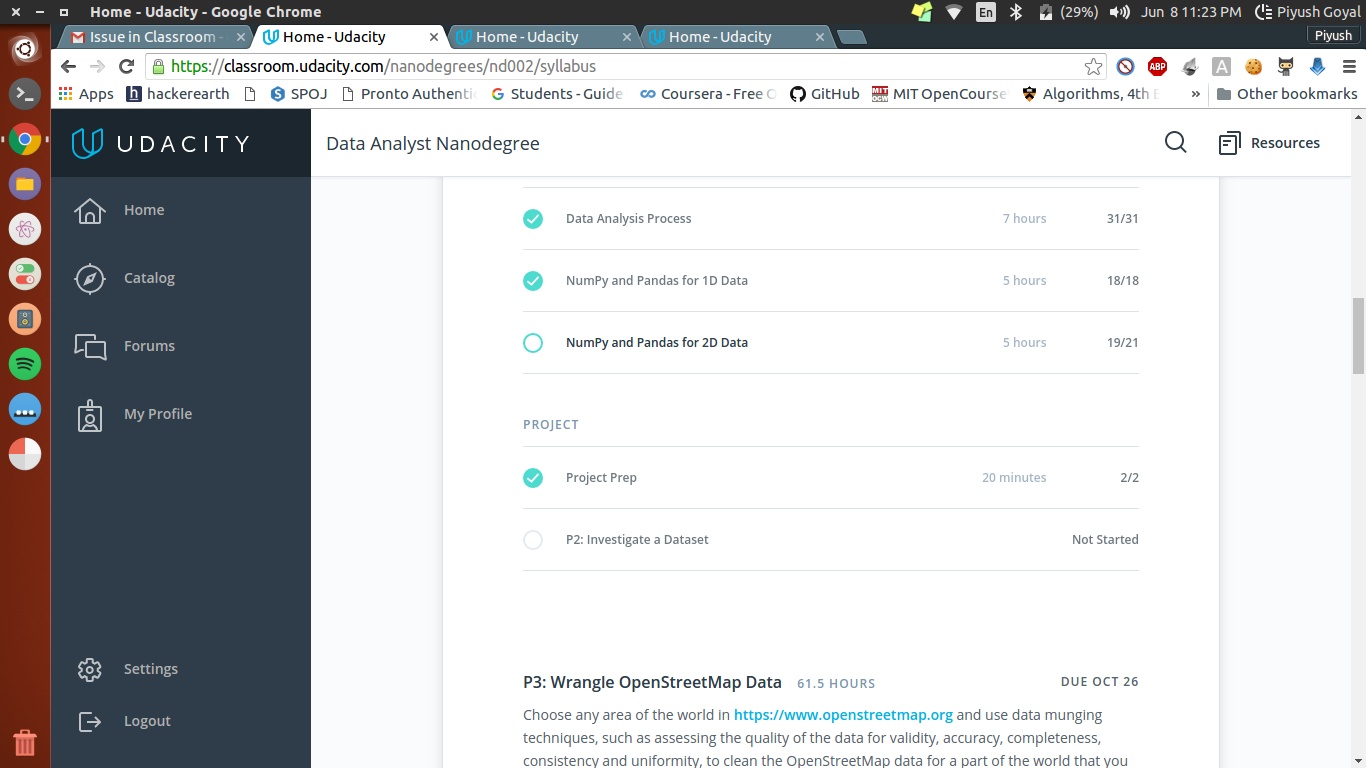 Home - Udacity - Google Chrome
En
(29%)
Jun 8 11:23 PM
Piyush Goyal
Issue in Classroom -
Home - Udacity
Home - Udacity
Home - Udacity
Piyush
https://classroom.udacity.com/nanodegrees/nd002/syllabus
ABP
A
Apps
h hackerearth
S SPOJ
Pronto Authenti
G Students - Guide
Coursera - Free O
GitHub
MIT OpenCourse
Algorithms, 4th E
»
Other bookmarks
UDACITY
Data Analyst Nanodegree
Resources
Home
Catalog
Forums
My Profile
Settings
Logout
Data Analysis Process 7 hours 31/31
NumPy and Pandas for 1D Data 5 hours 18/18
NumPy and Pandas for 2D Data 5 hours 19/21
PROJECT
Project Prep 20 minutes 2/2
P2: Investigate a Dataset Not Started
P3: Wrangle OpenStreetMap Data 61.5 HOURS DUE OCT 26
Choose any area of the world in https://www.openstreetmap.org and use data munging
techniques, such as assessing the quality of the data for validity, accuracy, completeness,
consistency and uniformity, to clean the OpenStreetMap data for a part of the world that you